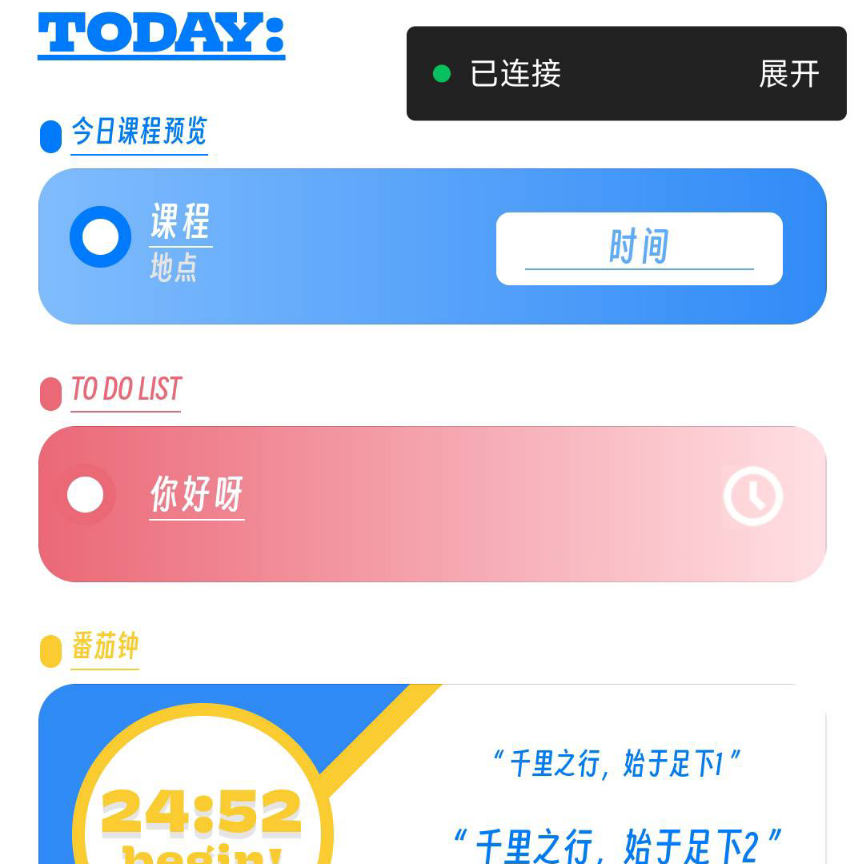 TODAY:
已连接 展开
今日课程预览
课程
地点
时间
TO DO LIST
你好呀
番茄钟
“千里之行，始于足下1”
24:52
begin!
“千里之行，始于足下2”